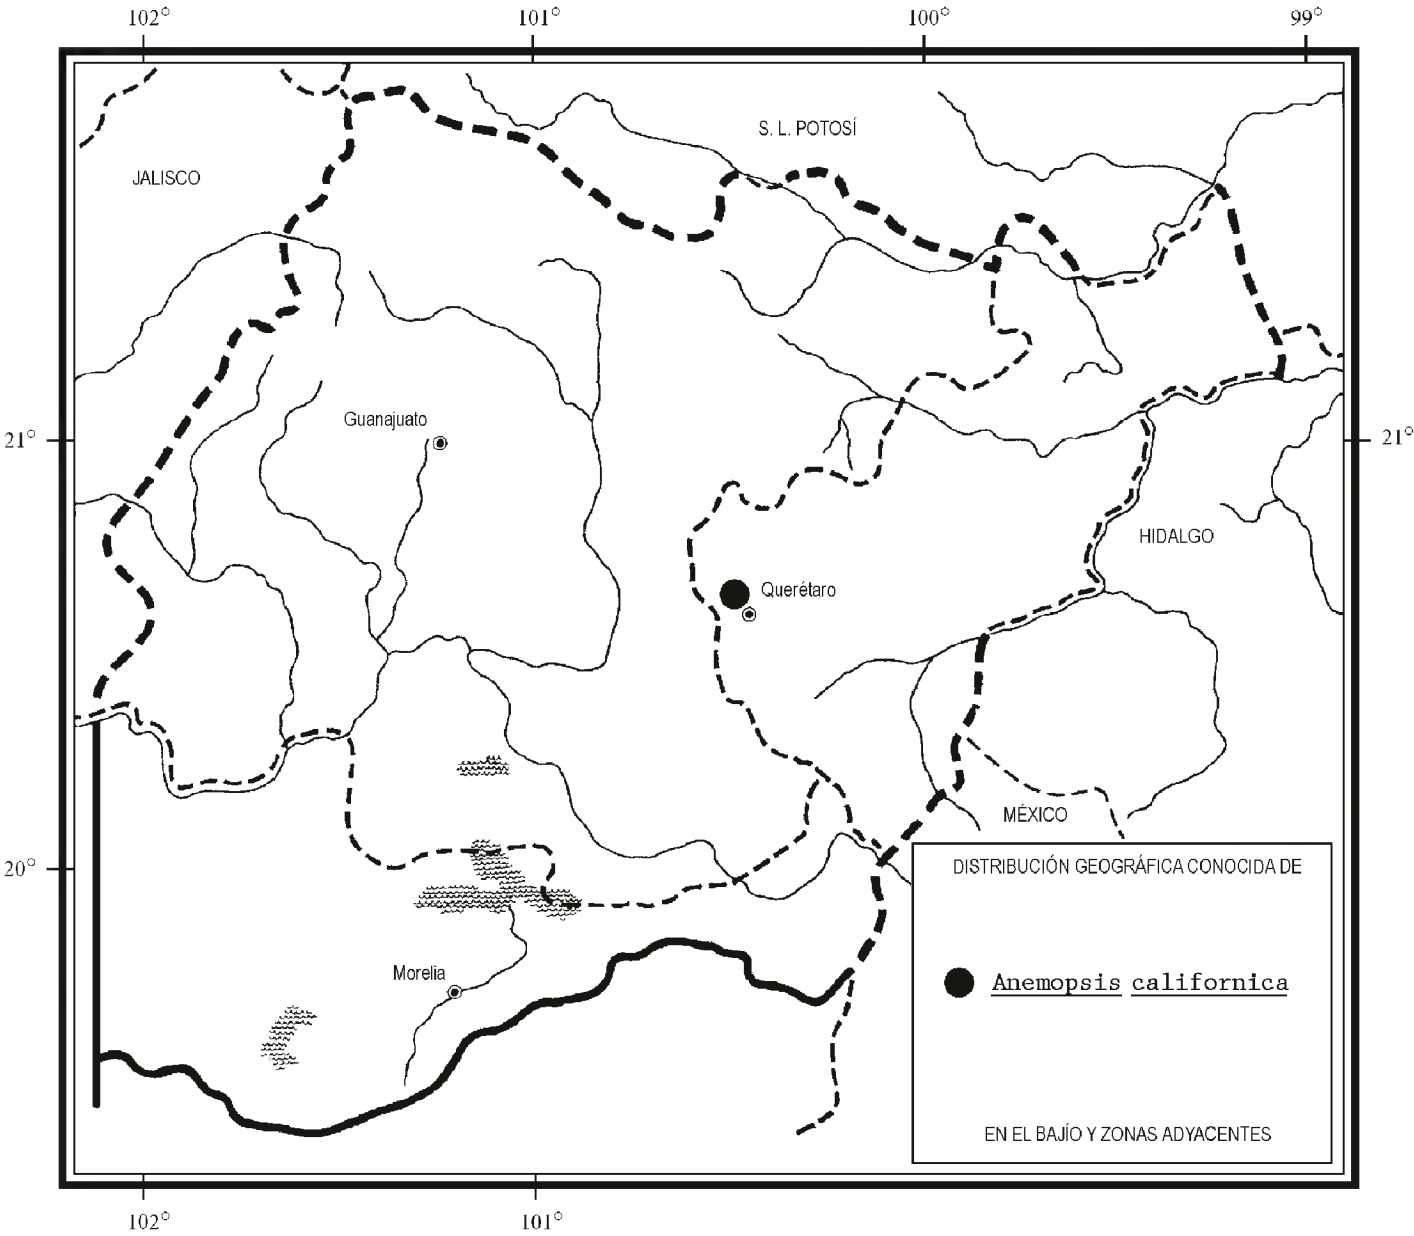 102° 101° 100° 99°
S. L. POTOSÍ
JALISCO
Guanajuato
21° 21°
HIDALGO
Querétaro
MÉXICO
20°
DISTRIBUCIÓN GEOGRÁFICA CONOCIDA DE
Morelia
Anemopsis californica
EN EL BAJÍO Y ZONAS ADYACENTES
102° 101°